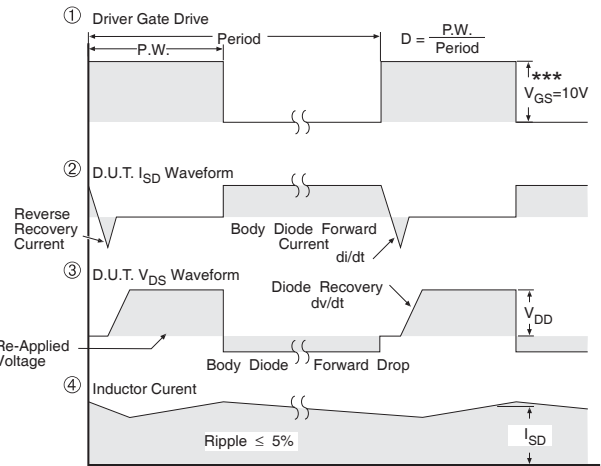 ① Driver Gate Drive
P.W.
Period
D = P.W.
Period
***
VGS=10V
② D.U.T. ISD Waveform
Reverse
Recovery
Current
Body Diode Forward
Current
di/dt
③ D.U.T. VDS Waveform
Diode Recovery
dv/dt
VDD
Re-Applied
Voltage
Body Diode Forward Drop
④ Inductor Curent
Ripple ≤ 5%
ISD